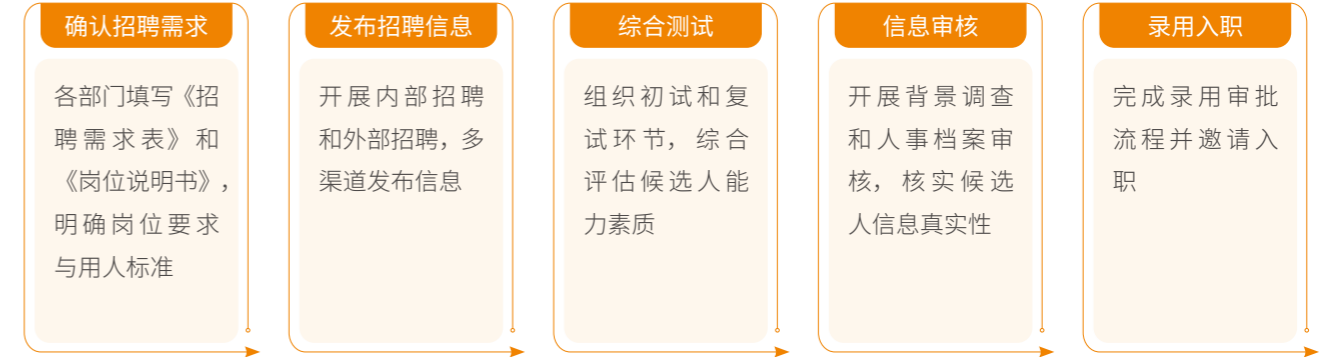 确认招聘需求
各部门填写《招
聘需求表》和
《岗位说明书》，
明确岗位要求
与用人标准
发布招聘信息
开展内部招聘
和外部招聘，多
渠道发布信息
综合测试
组织初试和复
试环节，综合
评估候选人能
力素质
信息审核
开展背景调查
和人事档案审
核，核实候选
人信息真实性
录用入职
完成录用审批
流程并邀请入
职